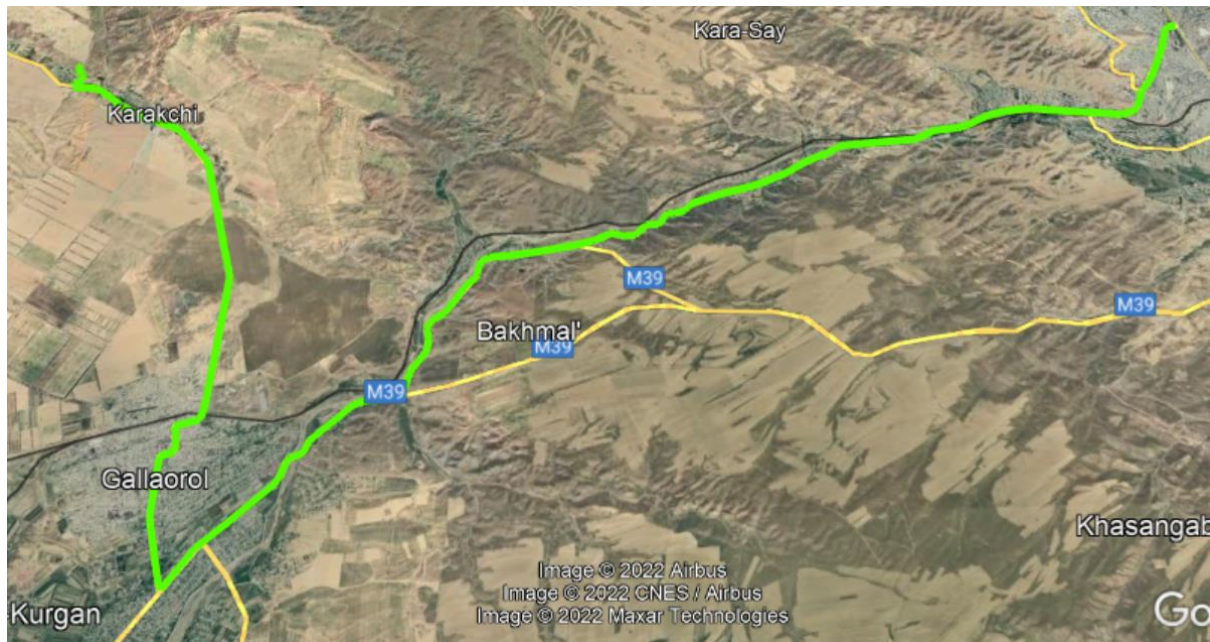 Kara-Say
Karakchi
M39
M39
Bakhmal'
M39
M39
Gallaorol
Khasangab
Image © 2022 Airbus
Image © 2022 CNES / Airbus
Image © 2022 Maxar Technologies
Kurgan
Go